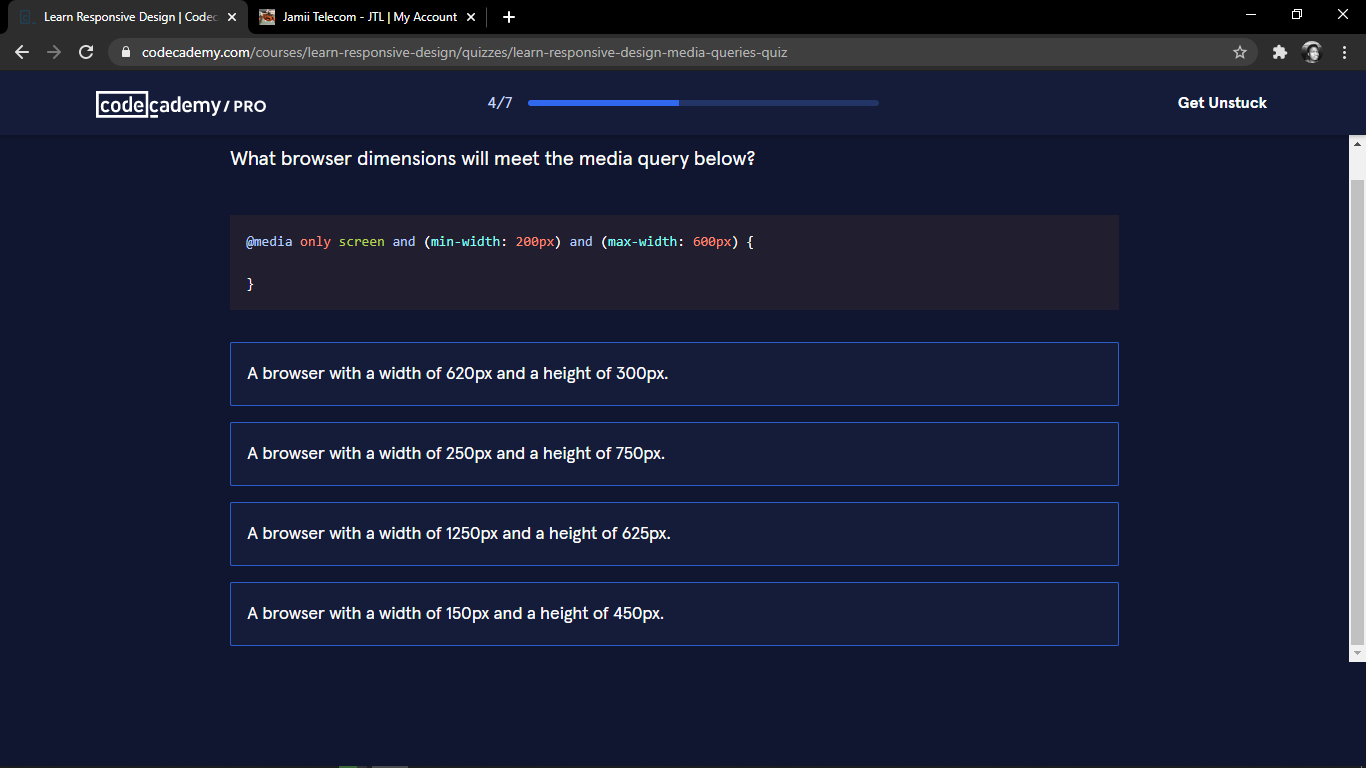 Learn Responsive Design | Codec
Jamii Telecom - JTL | My Account
codecademy.com/courses/learn-responsive-design/quizzes/learn-responsive-design-media-queries-quiz
codecademy/PRO
4/7
Get Unstuck
What browser dimensions will meet the media query below?
@media only screen and (min-width: 200px) and (max-width: 600px) {
}
A browser with a width of 620px and a height of 300px.
A browser with a width of 250px and a height of 750px.
A browser with a width of 1250px and a height of 625px.
A browser with a width of 150px and a height of 450px.